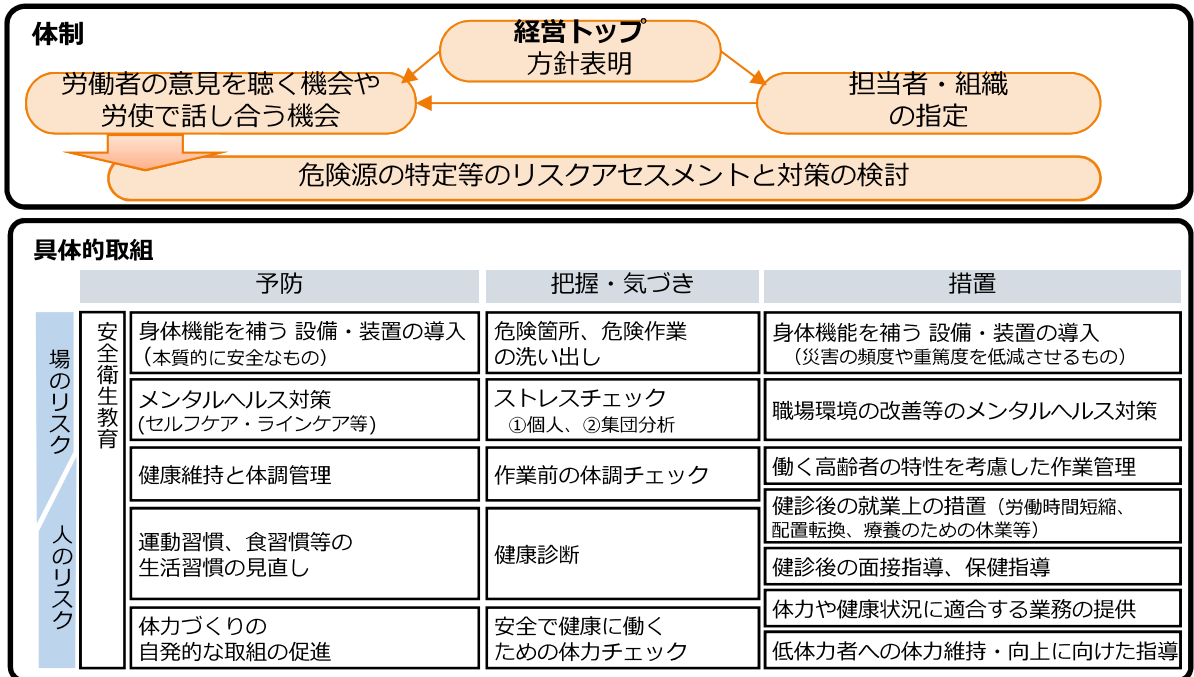 体制
経営トップ
方針表明
労働者の意見を聴く機会や
労使で話し合う機会
担当者・組織
の指定
危険源の特定等のリスクアセスメントと対策の検討
具体的取組
予防
把握・気づき
措置
場のリスク
人のリスク
安全衛生教育
身体機能を補う 設備・装置の導入
（本質的に安全なもの）
危険箇所、危険作業
の洗い出し
身体機能を補う 設備・装置の導入
（災害の頻度や重篤度を低減させるもの）
メンタルヘルス対策
(セルフケア・ラインケア等)
ストレスチェック
①個人、②集団分析
職場環境の改善等のメンタルヘルス対策
健康維持と体調管理
作業前の体調チェック
働く高齢者の特性を考慮した作業管理
健診後の就業上の措置（労働時間短縮、
配置転換、療養のための休業等）
運動習慣、食習慣等の
生活習慣の見直し
健康診断
健診後の面接指導、保健指導
体力や健康状況に適合する業務の提供
体力づくりの
自発的な取組の促進
安全で健康に働く
ための体力チェック
低体力者への体力維持・向上に向けた指導